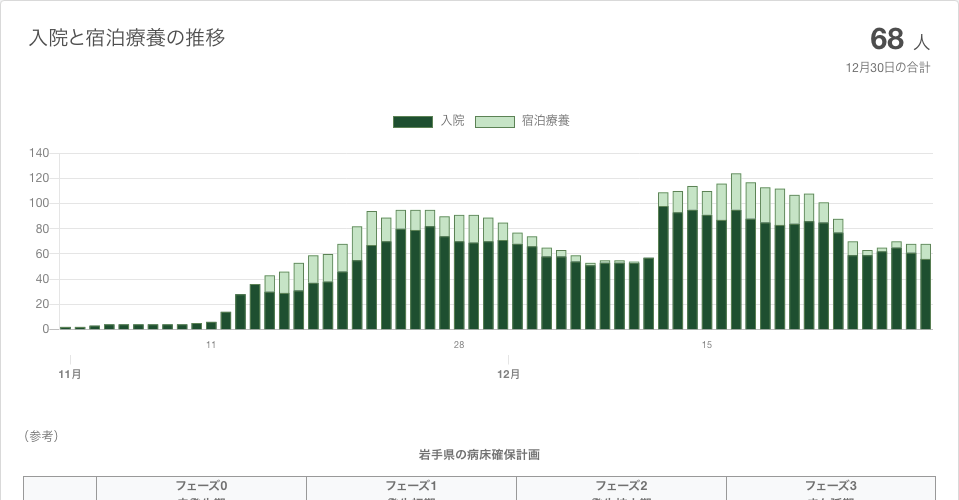 入院と宿泊療養の推移
68 人
12月30日の合計
入院 宿泊療養
140
120
100
80
60
40
20
0
11 28 15
11月 12月
（参考）
岩手県の病床確保計画
フェーズ0 フェーズ1 フェーズ2 フェーズ3